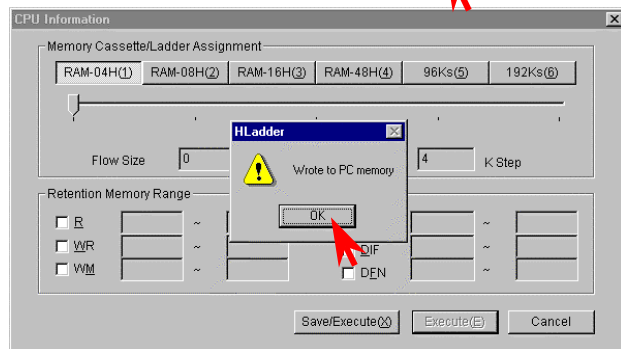 CPU Information
Memory Cassette/Ladder Assignment
RAM-04H(1) RAM-08H(2) RAM-16H(3) RAM-48H(4) 96Ks(5) 192Ks(6)
HLadder
Flow Size 0 Wrote to PC memory 4 K Step
Retention Memory Range
OK
R ~ ~
WR ~ DIF ~
WM ~ DFN ~
Save/Execute(X) Execute(E) Cancel